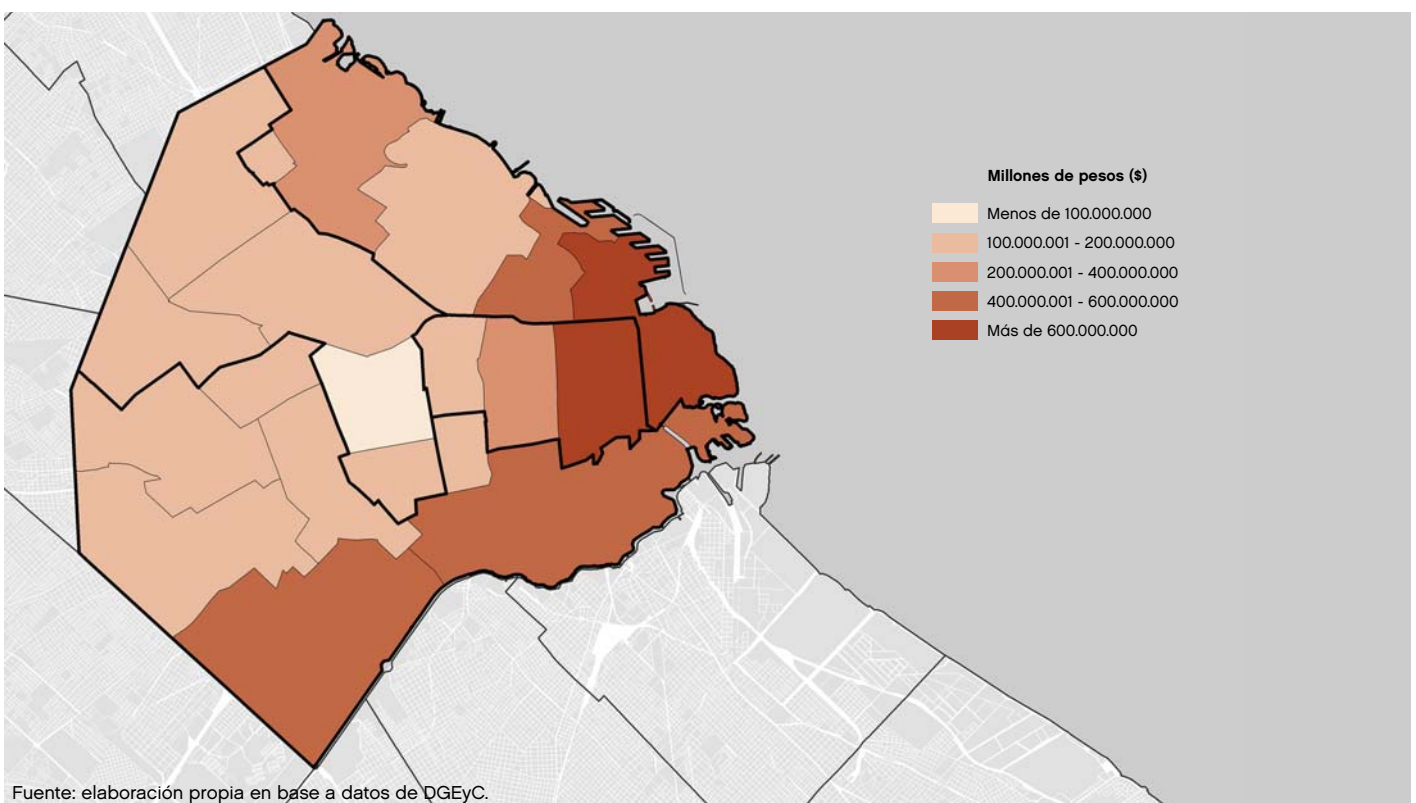 Millones de pesos ($)
Menos de 100.000.000
100.000.001 - 200.000.000
200.000.001 - 400.000.000
400.000.001 - 600.000.000
Más de 600.000.000
Fuente: elaboración propia en base a datos de DGEyC.